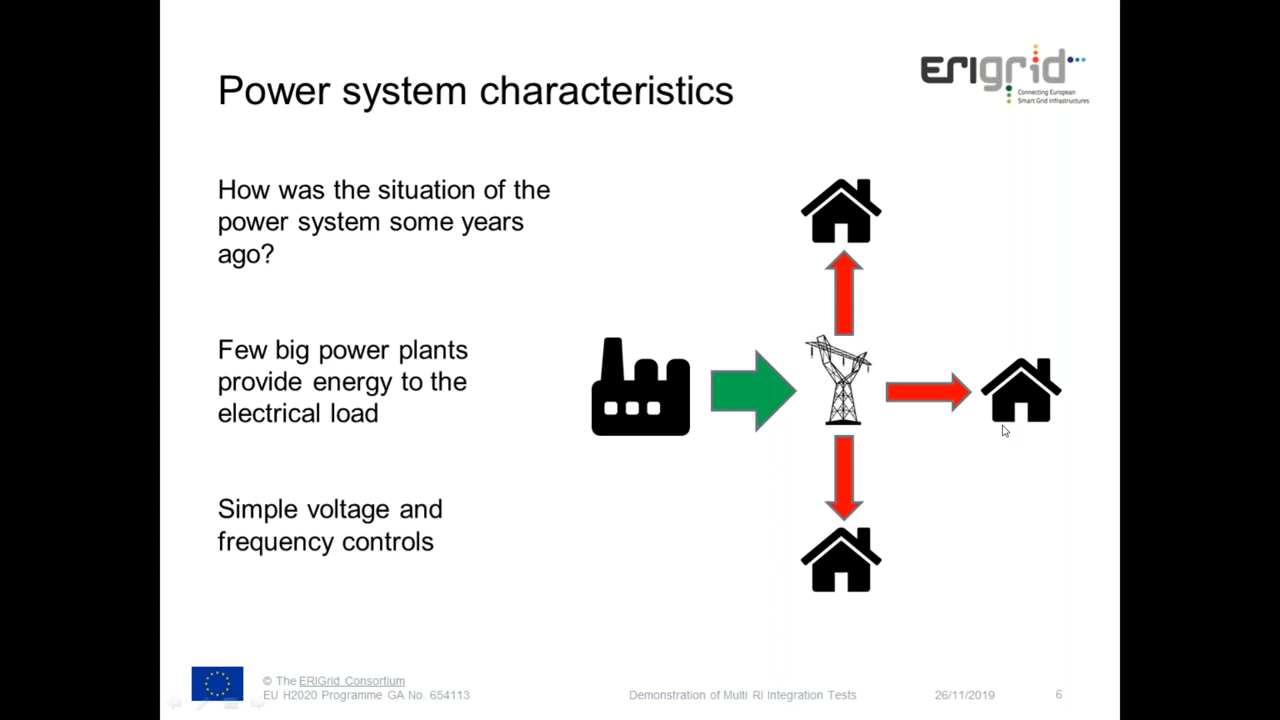 Power system characteristics
ERIGrid
Connecting European
Smart Grid Infrastructures
How was the situation of the
power system some years
ago?
Few big power plants
provide energy to the
electrical load
Simple voltage and
frequency controls
© The ERIGrid Consortium
EU H2020 Programme GA No. 654113
Demonstration of Multi RI Integration Tests
26/11/2019
6